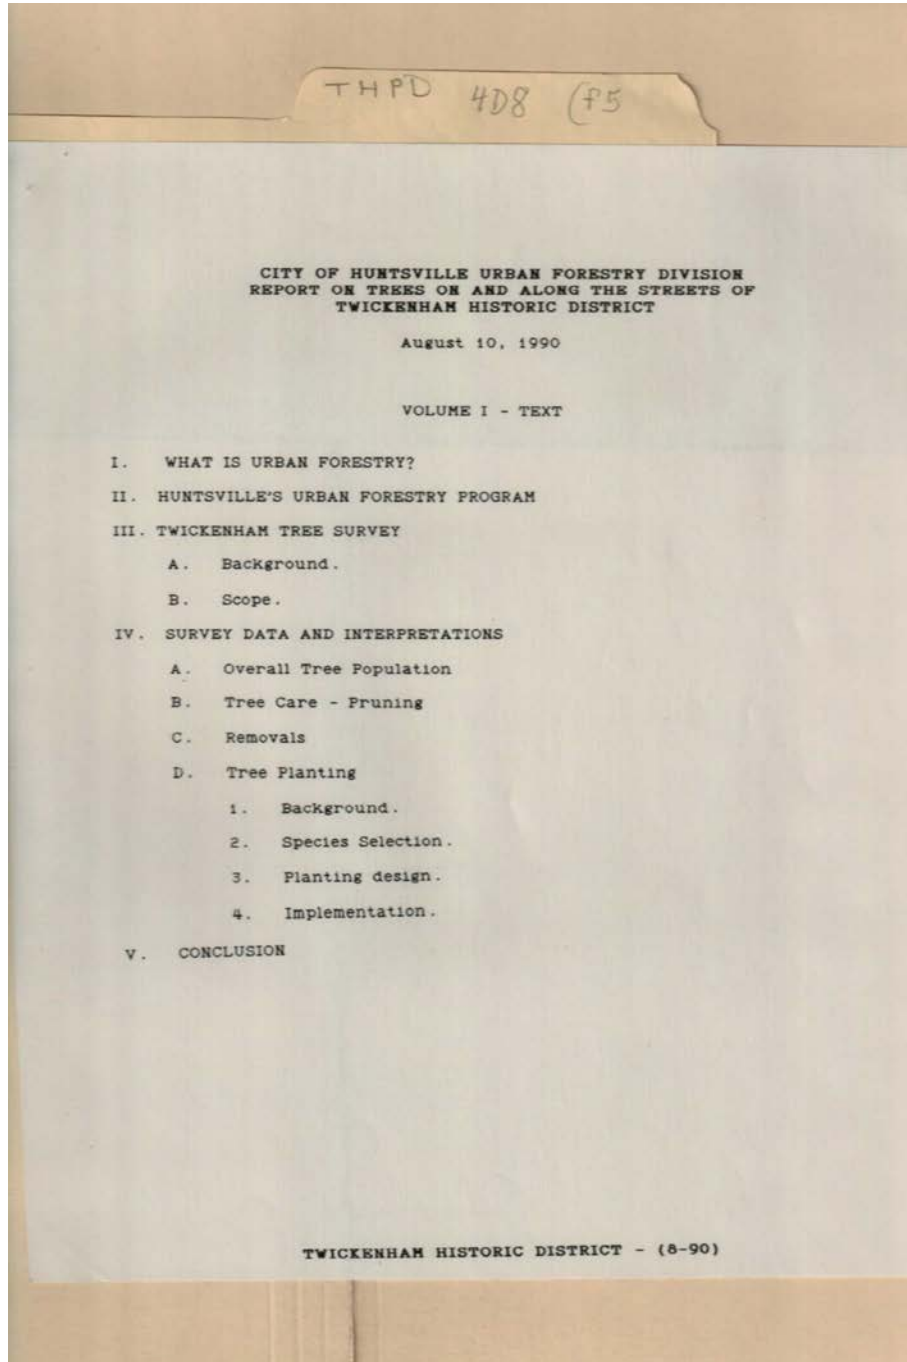 THPD 4D8 (f5
CITY OF HUNTSVILLE URBAN FORESTRY DIVISION
REPORT ON TREES ON AND ALONG THE STREETS OF
TWICKENHAM HISTORIC DISTRICT
August 10, 1990
VOLUME I - TEXT
I. WHAT IS URBAN FORESTRY?
II. HUNTSVILLE'S URBAN FORESTRY PROGRAM
III. TWICKENHAM TREE SURVEY
A. Background.
B. Scope.
IV. SURVEY DATA AND INTERPRETATIONS
A. Overall Tree Population
B. Tree Care - Pruning
C. Removals
D. Tree Planting
1. Background.
2. Species Selection.
3. Planting design.
4. Implementation.
V. CONCLUSION
TWICKENHAM HISTORIC DISTRICT - (8-90)